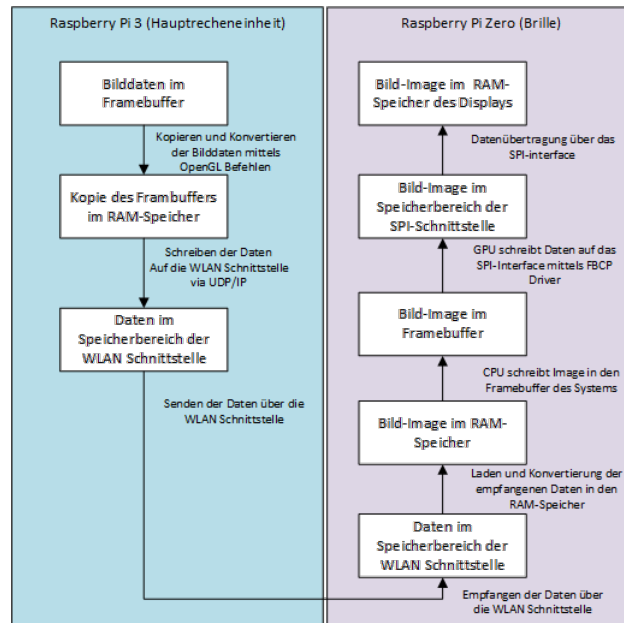 Raspberry Pi 3 (Hauptrecheneinheit)
Bilddaten im
Framebuffer
Kopieren und Konvertieren
der Bilddaten mittels
OpenGL Befehlen
Kopie des Frambuffers
im RAM-Speicher
Schreiben der Daten
Auf die WLAN Schnittstelle
via UDP/IP
Daten im
Speicherbereich der
WLAN Schnittstelle
Senden der Daten über die
WLAN Schnittstelle
Raspberry Pi Zero (Brille)
Bild-Image im RAM-
Speicher des Displays
Datenübertragung über das
SPI-interface
Bild-Image im
Speicherbereich der
SPI-Schnittstelle
GPU schreibt Daten auf das
SPI-Interface mittels FBCP
Driver
Bild-Image im
Framebuffer
CPU schreibt Image in den
Framebuffer des Systems
Bild-Image im RAM-
Speicher
Laden und Konvertierung der
empfangenen Daten in den
RAM-Speicher
Daten im
Speicherbereich der
WLAN Schnittstelle
Empfangen der Daten über
die WLAN Schnittstelle